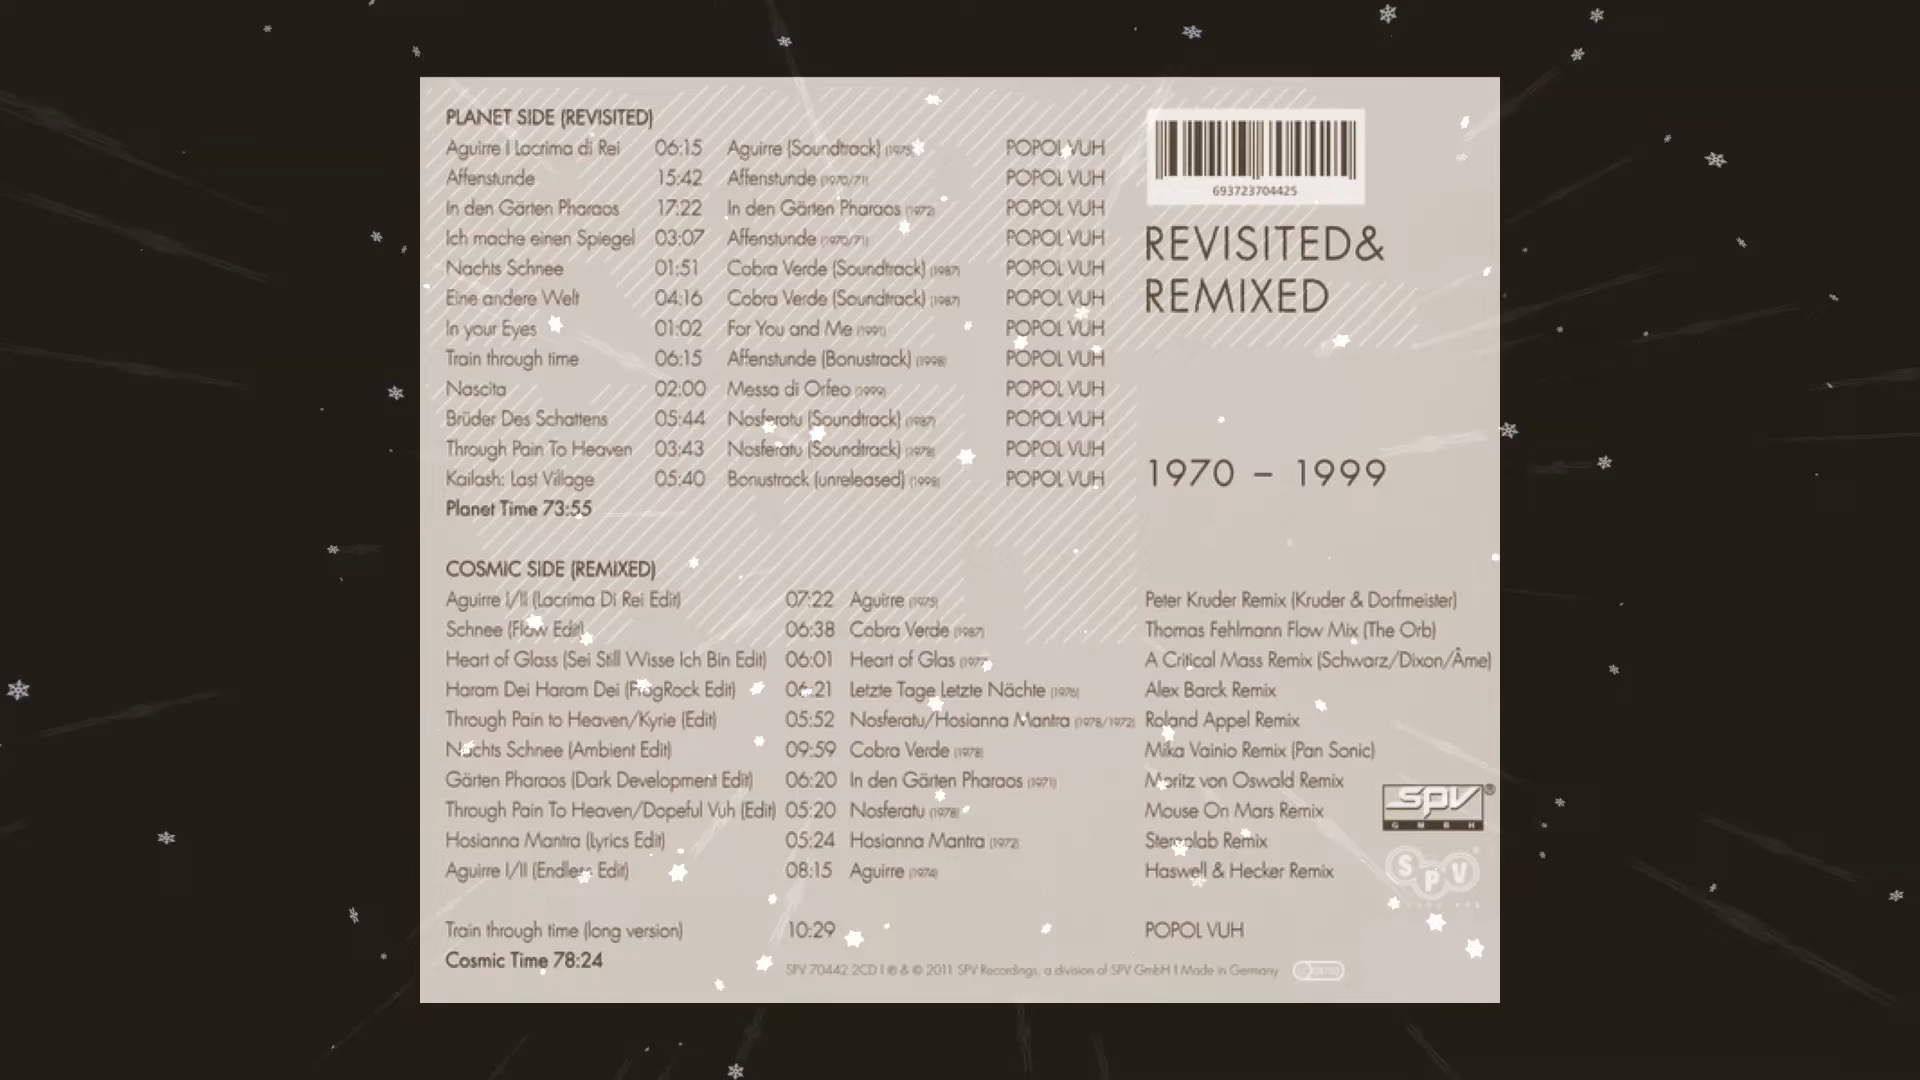 PLANET SIDE (REVISITED)
Aguirre I Lacrima di Rei 06:15 Aguirre (Soundtrack) (1975) POPOL VUH
Affenstunde 15:42 Affenstunde (1970/71) POPOL VUH
In den Gärten Pharaos 17:22 In den Gärten Pharaos (1972) POPOL VUH
Ich mache einen Spiegel 03:07 Affenstunde (1970/71) POPOL VUH
Nachts Schnee 01:51 Cobra Verde (Soundtrack) (1987) POPOL VUH
Eine andere Welt 04:16 Cobra Verde (Soundtrack) (1987) POPOL VUH
In your Eyes 01:02 For You and Me (1991) POPOL VUH
Train through time 06:15 Affenstunde (Bonustrack) (1998) POPOL VUH
Nascita 02:00 Messa di Orfeo (1999) POPOL VUH
Brüder Des Schattens 05:44 Nosferatu (Soundtrack) (1987) POPOL VUH
Through Pain To Heaven 03:43 Nosferatu (Soundtrack) (1978) POPOL VUH
Kailash: Last Village 05:40 Bonustrack (unreleased) (1998) POPOL VUH
Planet Time 73:55
693723704425
REVISITED&
REMIXED
1970 – 1999
COSMIC SIDE (REMIXED)
Aguirre I/II (Lacrima Di Rei Edit) 07:22 Aguirre (1975) Peter Kruder Remix (Kruder & Dorfmeister)
Schnee (Flow Edit) 06:38 Cobra Verde (1987) Thomas Fehlmann Flow Mix (The Orb)
Heart of Glass (Sei Still Wisse Ich Bin Edit) 06:01 Heart of Glas (1977) A Critical Mass Remix (Schwarz/Dixon/Âme)
Haram Dei Haram Dei (FrogRock Edit) 06:21 Letzte Tage Letzte Nächte (1976) Alex Barck Remix
Through Pain to Heaven/Kyrie (Edit) 05:52 Nosferatu/Hosianna Mantra (1978/1972) Roland Appel Remix
Nachts Schnee (Ambient Edit) 09:59 Cobra Verde (1978) Mika Vainio Remix (Pan Sonic)
Gärten Pharaos (Dark Development Edit) 06:20 In den Gärten Pharaos (1971) Moritz von Oswald Remix
Through Pain To Heaven/Dopeful Vuh (Edit) 05:20 Nosferatu (1978) Mouse On Mars Remix
Hosianna Mantra (Lyrics Edit) 05:24 Hosianna Mantra (1972) Stereolab Remix
Aguirre I/II (Endless Edit) 08:15 Aguirre (1974) Haswell & Hecker Remix
Train through time (long version) 10:29 POPOL VUH
Cosmic Time 78:24
SPV 70442 2CD I ℗ & © 2011 SPV Recordings, a division of SPV GmbH I Made in Germany
spv®
GMBH
SPV